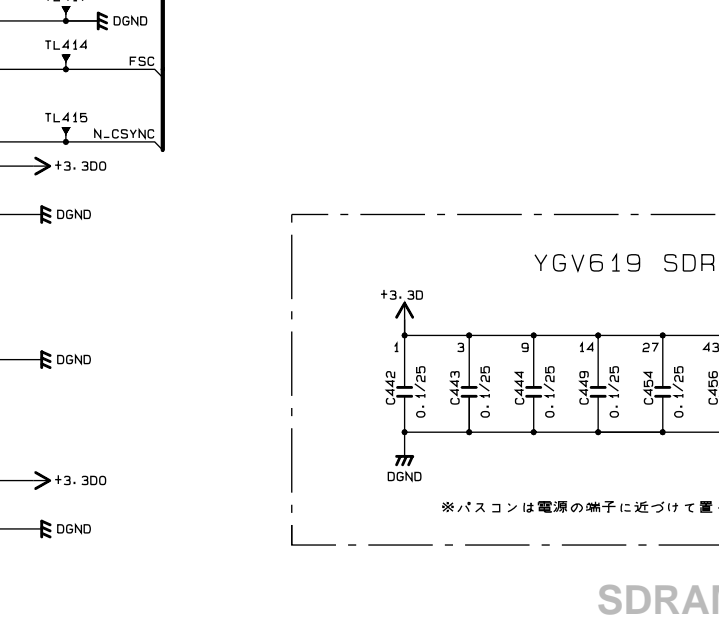 DGND
TL414
FSC
TL415
N_CSYNC
+3.3D0
DGND
YGV619 SDR
+3.3D
1 3 9 14 27 43
C442 0.1/25 C443 0.1/25 C444 0.1/25 C449 0.1/25 C454 0.1/25 C456
DGND
DGND
+3.3D0
※パスコンは電源の端子に近づけて置
DGND
SDRA